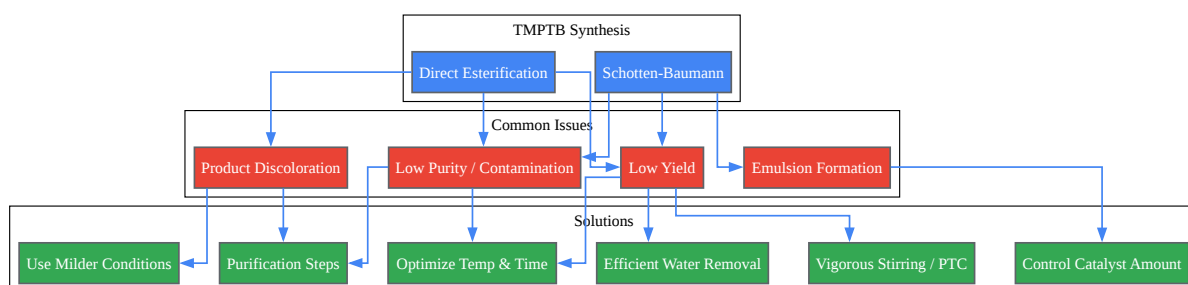 TMPTB Synthesis
Direct Esterification
Schotten-Baumann
Common Issues
Product Discoloration
Low Purity / Contamination
Low Yield
Emulsion Formation
Solutions
Use Milder Conditions
Purification Steps
Optimize Temp & Time
Efficient Water Removal
Vigorous Stirring / PTC
Control Catalyst Amount